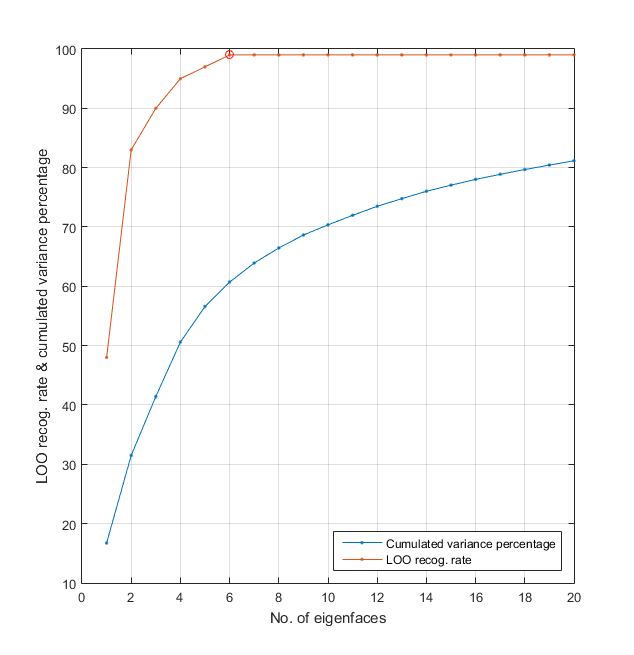 100
90
80
70
60
50
40
30
20
10
0 2 4 6 8 10 12 14 16 18 20
LOO recog. rate & cumulated variance percentage
No. of eigenfaces
Cumulated variance percentage
LOO recog. rate